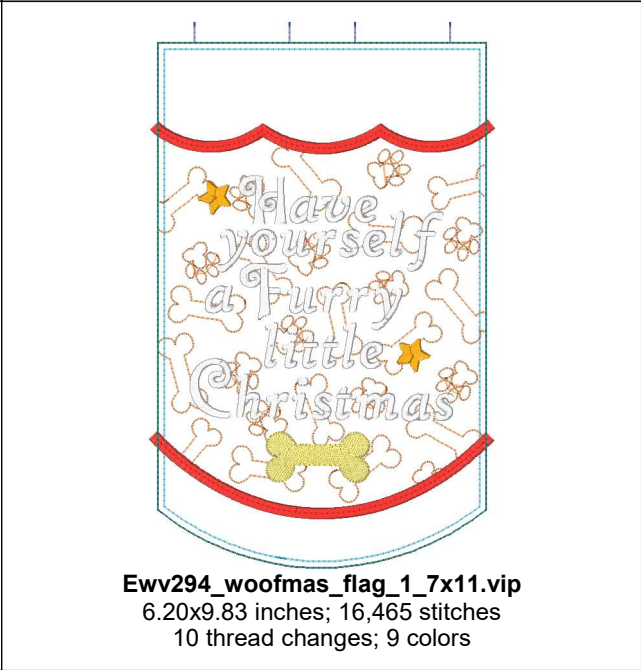 Have
yourself
a Furry
little
Christmas
Ewv294_woofmas_flag_1_7x11.vip
6.20x9.83 inches; 16,465 stitches
10 thread changes; 9 colors